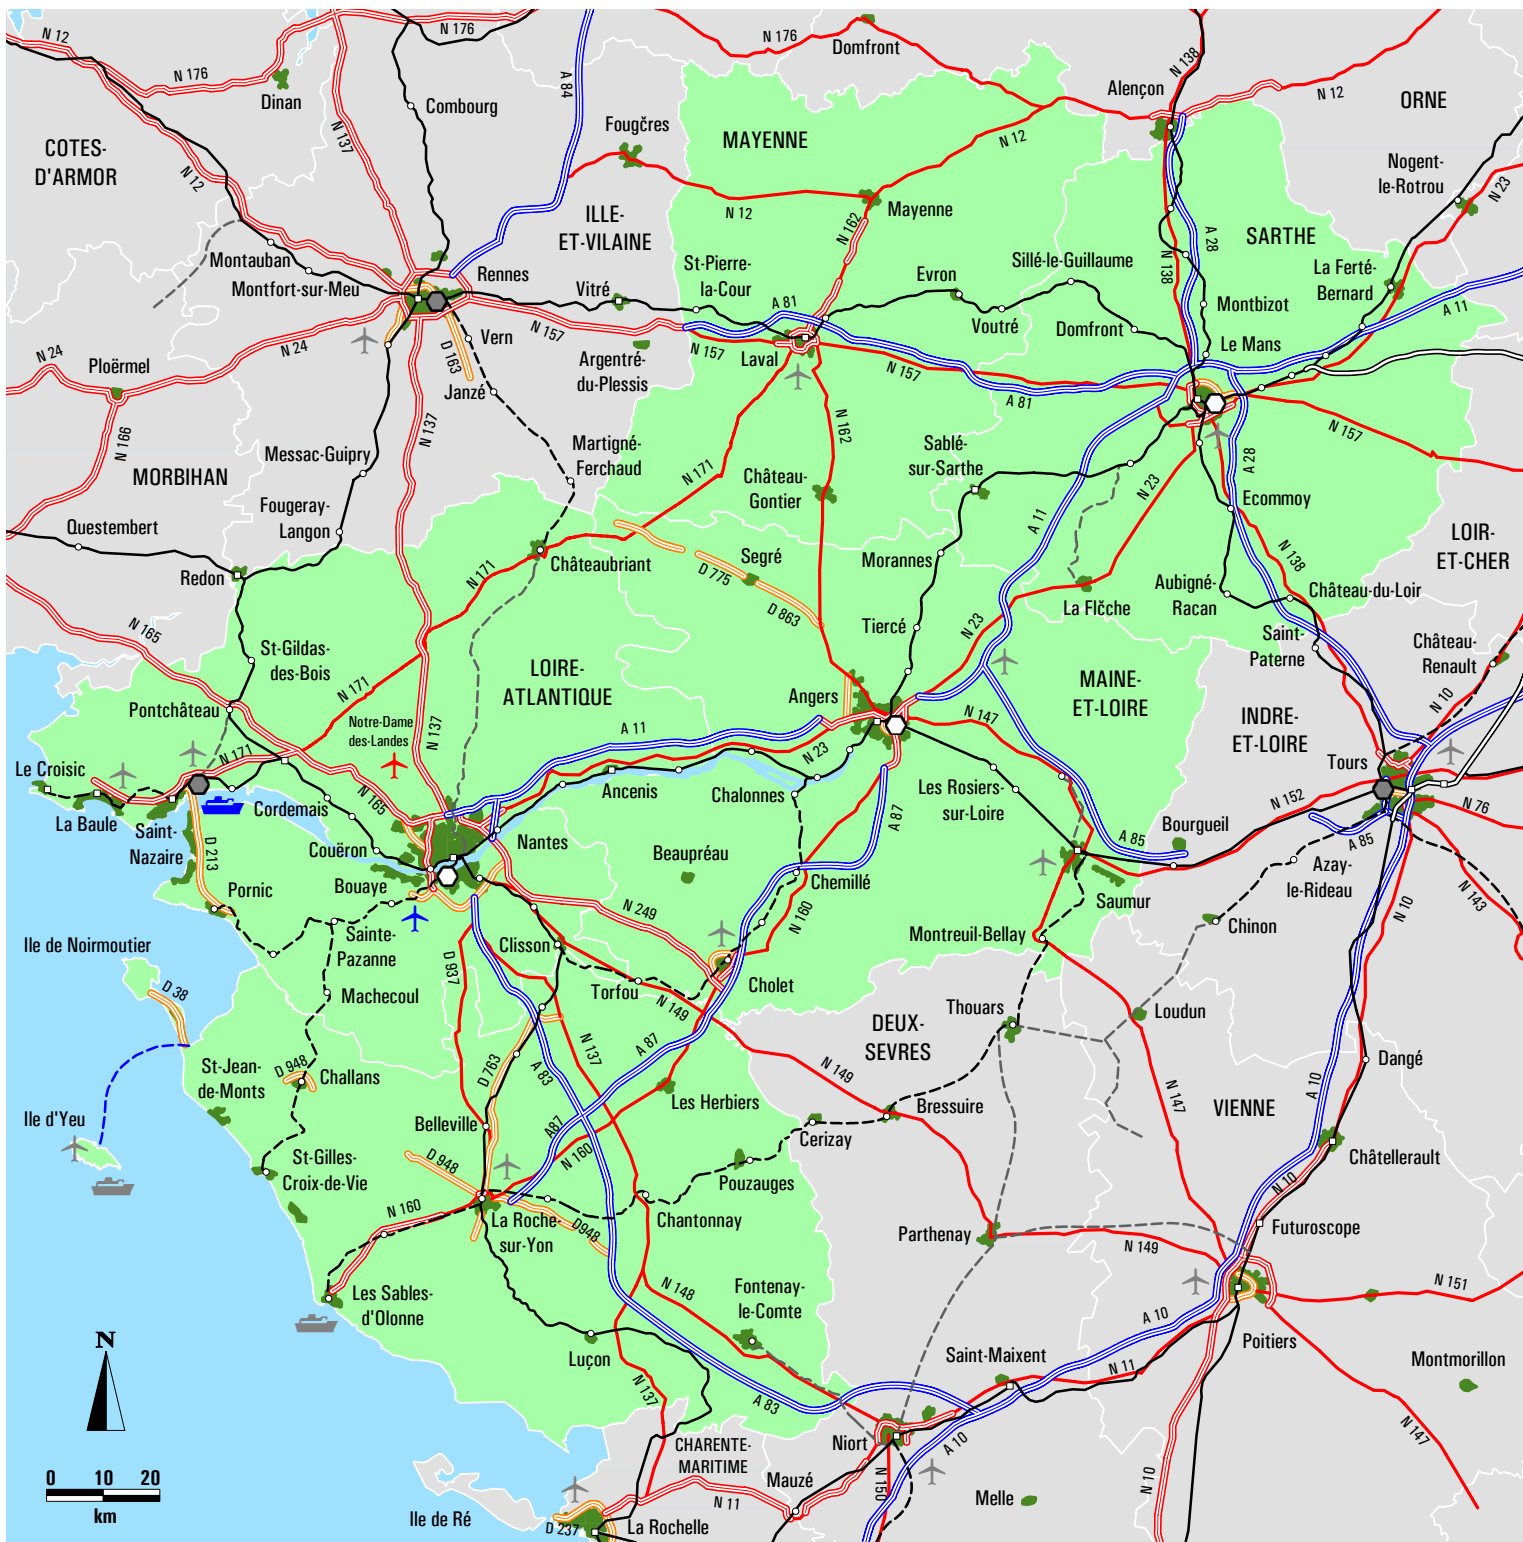 N 12
N 176
N 176
Domfront
N 138
N 176
Dinan
Combourg
A 84
Alençon
N 12
ORNE
COTES-
D'ARMOR
N 137
Fougčres
MAYENNE
N 12
Nogent-
le-Rotrou
N 23
N 12
ILLE-
ET-VILAINE
N 12
Mayenne
N 162
A 28
SARTHE
Montauban
Montfort-sur-Meu
Rennes
Vitré
St-Pierre-
la-Cour
Evron
Sillé-le-Guillaume
N 138
La Ferté-
Bernard
A 81
Montbizot
A 11
Voutré
Domfront
N 24
Ploërmel
N 24
Vern
D 163
N 157
Argentré-
du-Plessis
N 157
Laval
N 157
A 81
Le Mans
Janzé
N 166
N 137
Martigné-
Ferchaud
N 162
N 157
Messac-Guipry
MORBIHAN
N 171
Château-
Gontier
Sablé-
sur-Sarthe
A 28
N 23
Fougeray-
Langon
Ecommoy
A 11
Questembert
LOIR-
ET-CHER
Redon
N 171
Châteaubriant
D 775
Segré
D 863
Morannes
N 138
La Flčche
Aubigné-
Racan
Château-du-Loir
N 165
Tiercé
N 23
Saint-
Paterne
Château-
Renault
St-Gildas-
des-Bois
N 171
LOIRE-
ATLANTIQUE
Angers
MAINE-
ET-LOIRE
N 10
Pontchâteau
Notre-Dame
des-Landes
N 137
A 11
N 147
INDRE-
ET-LOIRE
N 171
N 23
Tours
Le Croisic
La Baule
Saint-
Nazaire
Cordemais
N 165
Ancenis
Chalonnes
Les Rosiers-
sur-Loire
A 87
N 152
N 76
Bourgueil
A 85
A 85
Couëron
Nantes
Beaupréau
Chemillé
D 213
Bouaye
Azay-
le-Rideau
Pornic
Saumur
N 143
N 249
N 160
N 10
Chinon
Ile de Noirmoutier
Sainte-
Pazanne
Clisson
Montreuil-Bellay
D 937
D 38
Machecoul
Torfou
Cholet
N 149
Thouars
Loudun
DEUX-
SEVRES
St-Jean-
de-Monts
D 948
Challans
D 763
A 83
N 137
A 87
N 149
Dangé
A 10
Les Herbiers
Bressuire
N 147
VIENNE
Ile d'Yeu
Belleville
A87
N 160
Cerizay
Châtellerault
St-Gilles-
Croix-de-Vie
D 948
Pouzauges
N 10
N 160
La Roche-
sur-Yon
D948
Chantonnay
Parthenay
N 149
Futuroscope
Les Sables-
d'Olonne
N 148
Fontenay-
le-Comte
N 151
A 10
Poitiers
N
Luçon
Saint-Maixent
N 11
Montmorillon
N 137
A 83
N 147
CHARENTE-
MARITIME
Niort
A 10
0 10 20
km
Mauzé
N 150
N 10
N 11
Melle
Ile de Ré
D 237
La Rochelle